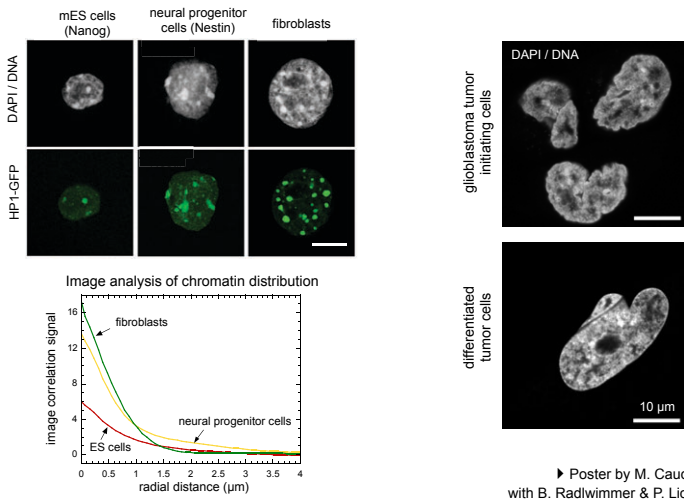 mES cells
(Nanog)
neural progenitor
cells (Nestin)
fibroblasts
DAPI / DNA
HP1-GFP
Image analysis of chromatin distribution
image correlation signal
16
12
8
4
0
fibroblasts
neural progenitor cells
ES cells
0
0.5
1
1.5
2
2.5
3
3.5
4
radial distance (µm)
glioblastoma tumor
initiating cells
DAPI / DNA
differentiated
tumor cells
10 µm
Poster by M. Caud
with B. Radlwimmer & P. Lic